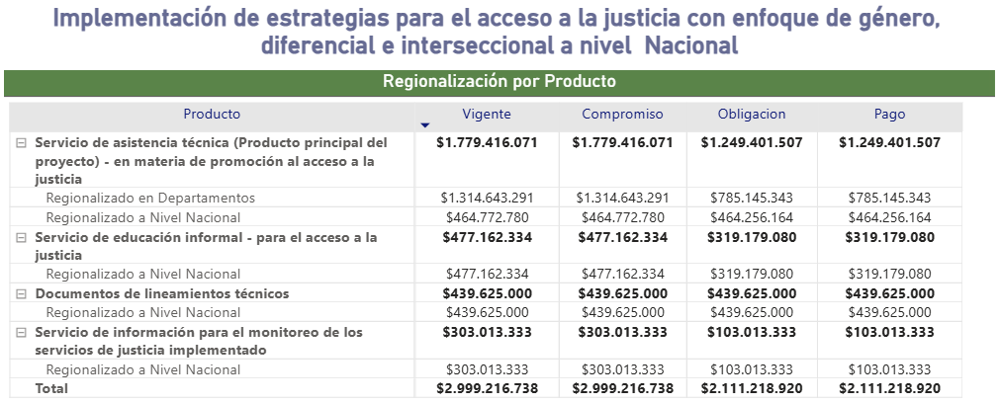 Implementación de estrategias para el acceso a la justicia con enfoque de género,
diferencial e interseccional a nivel Nacional
Regionalización por Producto
Producto Vigente Compromiso Obligacion Pago
Servicio de asistencia técnica (Producto principal del $1.779.416.071 $1.779.416.071 $1.249.401.507 $1.249.401.507
proyecto) - en materia de promoción al acceso a la
justicia
Regionalizado en Departamentos $1.314.643.291 $1.314.643.291 $785.145.343 $785.145.343
Regionalizado a Nivel Nacional $464.772.780 $464.772.780 $464.256.164 $464.256.164
Servicio de educación informal - para el acceso a la $477.162.334 $477.162.334 $319.179.080 $319.179.080
justicia
Regionalizado a Nivel Nacional $477.162.334 $477.162.334 $319.179.080 $319.179.080
Documentos de lineamientos técnicos $439.625.000 $439.625.000 $439.625.000 $439.625.000
Regionalizado a Nivel Nacional $439.625.000 $439.625.000 $439.625.000 $439.625.000
Servicio de información para el monitoreo de los $303.013.333 $303.013.333 $103.013.333 $103.013.333
servicios de justicia implementado
Regionalizado a Nivel Nacional $303.013.333 $303.013.333 $103.013.333 $103.013.333
Total $2.999.216.738 $2.999.216.738 $2.111.218.920 $2.111.218.920